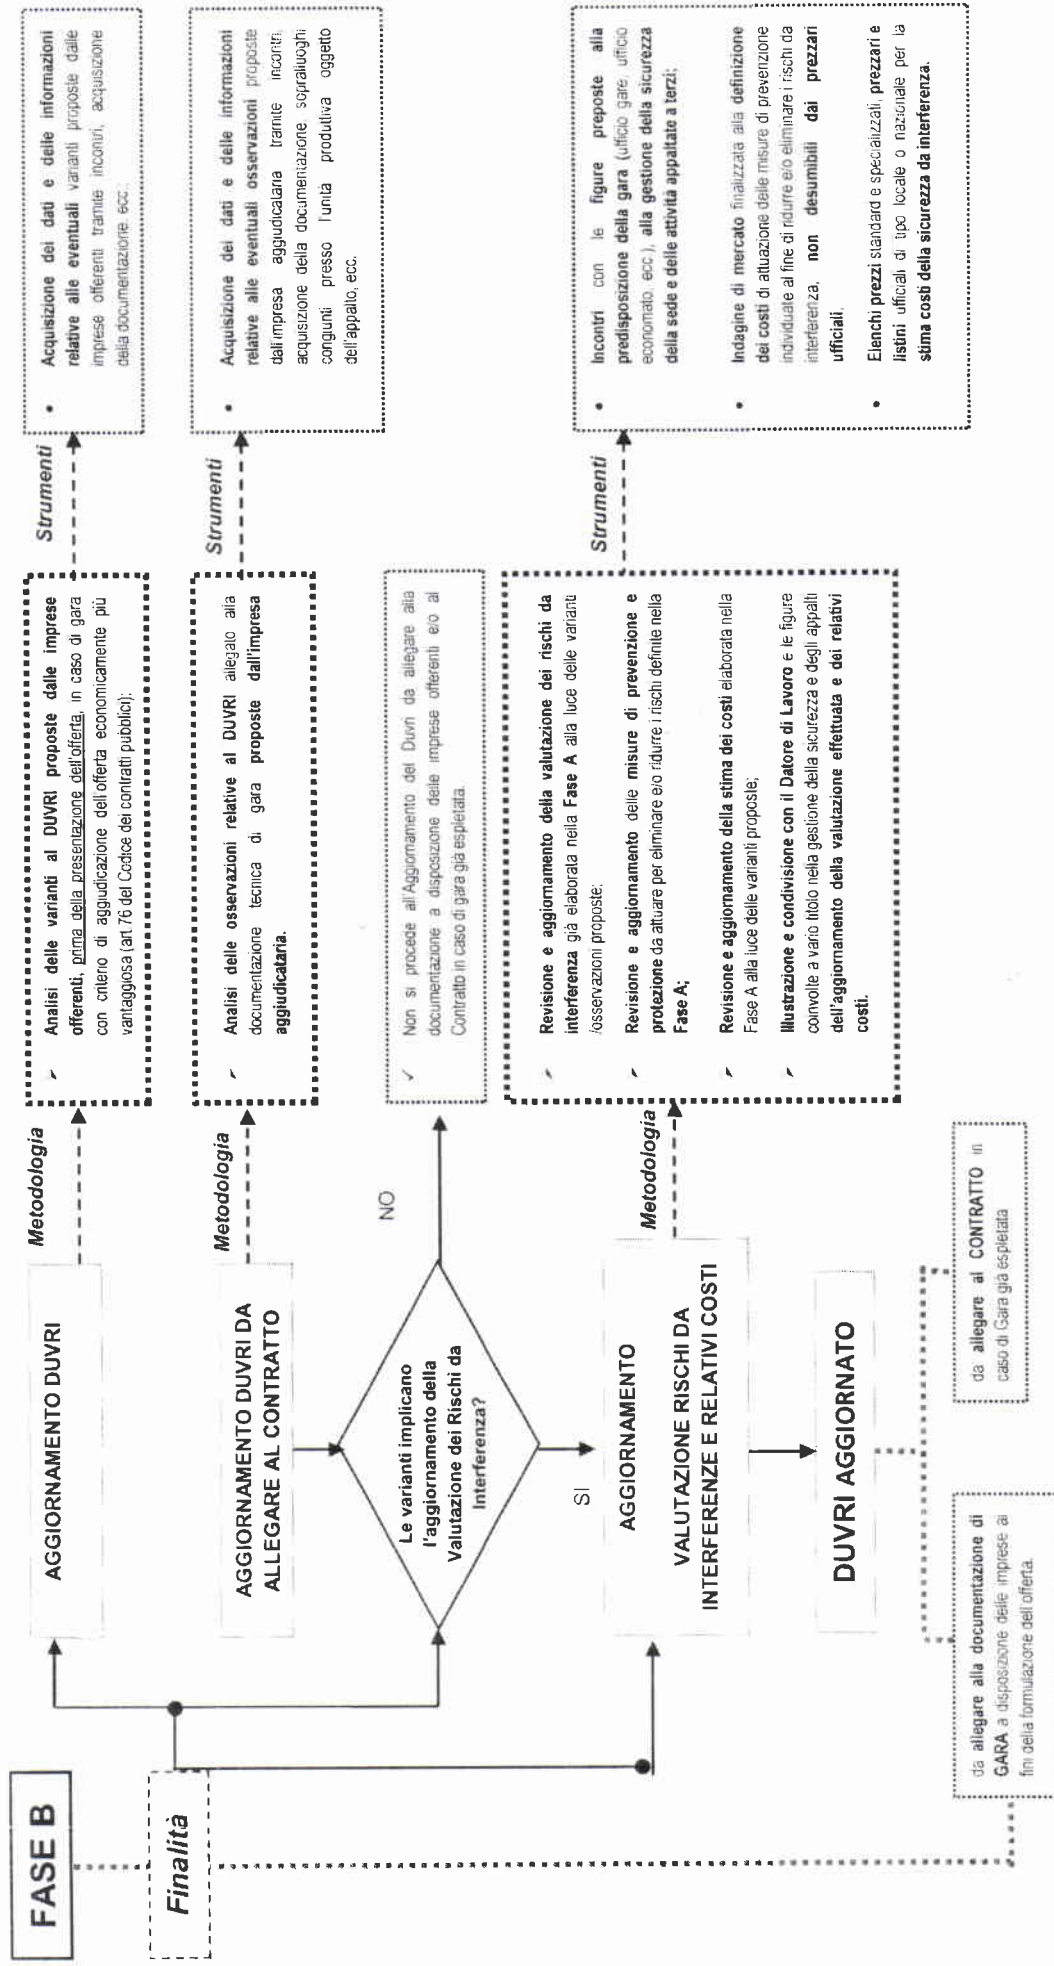 FASE B
Finalità
AGGIORNAMENTO DUVRI
Metodologia
Analisi delle varianti al DUVRI proposte dalle imprese
offerenti, prima della presentazione dell'offerta, in caso di gara
con criterio di aggiudicazione dell'offerta economicamente più
vantaggiosa (art.76 del Codice dei contratti pubblici);
Strumenti
• Acquisizione dei dati e delle informazioni
relative alle eventuali varianti proposte dalle
imprese offerenti tramite incontri, acquisizione
della documentazione, ecc.;
AGGIORNAMENTO DUVRI DA
ALLEGARE AL CONTRATTO
Metodologia
Analisi delle osservazioni relative al DUVRI allegato alla
documentazione tecnica di gara proposte dall'impresa
aggiudicataria.
Strumenti
• Acquisizione dei dati e delle informazioni
relative alle eventuali osservazioni proposte
dall'impresa aggiudicataria tramite incontri,
acquisizione della documentazione, sopralluoghi
congiunti presso l'unità produttiva oggetto
dell'appalto, ecc.
Le varianti implicano
l'aggiornamento della
Valutazione dei Rischi da
Interferenza?
NO
✓ Non si procede all'Aggiornamento del Duvri da allegare alla
documentazione a disposizione delle imprese offerenti e/o al
Contratto in caso di gara già espletata.
SI
AGGIORNAMENTO
VALUTAZIONE RISCHI DA
INTERFERENZE E RELATIVI COSTI
Metodologia
Revisione e aggiornamento della valutazione dei rischi da
interferenza già elaborata nella Fase A alla luce delle varianti
/osservazioni proposte;
Revisione e aggiornamento delle misure di prevenzione e
protezione da attuare per eliminare e/o ridurre i rischi definite nella
Fase A;
Revisione e aggiornamento della stima dei costi elaborata nella
Fase A alla luce delle varianti proposte;
Illustrazione e condivisione con il Datore di Lavoro e le figure
coinvolte a vario titolo nella gestione della sicurezza e degli appalti
dell'aggiornamento della valutazione effettuata e dei relativi
costi.
Strumenti
• Incontri con le figure preposte alla
predisposizione della gara (ufficio gare, ufficio
economato, ecc.), alla gestione della sicurezza
della sede e delle attività appaltate a terzi;
• Indagine di mercato finalizzata alla definizione
dei costi di attuazione delle misure di prevenzione
individuate al fine di ridurre e/o eliminare i rischi da
interferenza, non desumibili dai prezzari
ufficiali.
• Elenchi prezzi standard e specializzati, prezzari e
listini ufficiali di tipo locale o nazionale per la
stima costi della sicurezza da interferenza.
DUVRI AGGIORNATO
da allegare alla documentazione di
GARA a disposizione delle imprese ai
fini della formulazione dell'offerta.
da allegare al CONTRATTO in
caso di Gara già espletata